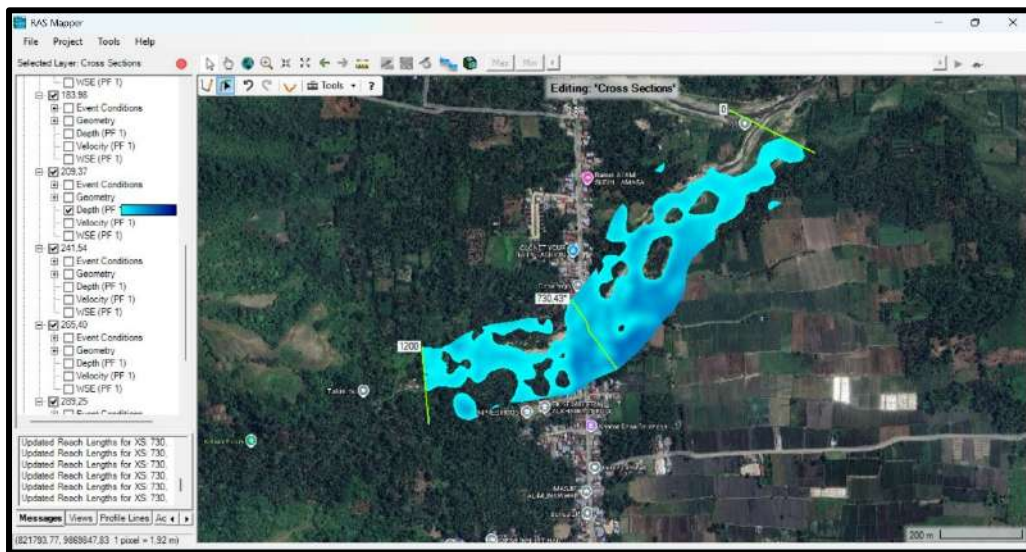 RAS Mapper
File Project Tools Help
Selected Layer: Cross Sections
Max Min
Tools ?
Editing: 'Cross Sections'
WSE (PF 1)
183,98
Event Conditions
Geometry
Depth (PF 1)
Velocity (PF 1)
WSE (PF 1)
209,37
Event Conditions
Geometry
Depth (PF
Velocity (PF 1)
WSE (PF 1)
241,54
Event Conditions
Geometry
Depth (PF 1)
Velocity (PF 1)
WSE (PF 1)
265,40
Event Conditions
Geometry
Depth (PF 1)
Velocity (PF 1)
WSE (PF 1)
289,25
Event Conditions
0
730.43*
1200
Updated Reach Lengths for XS: 730,
Updated Reach Lengths for XS: 730,
Updated Reach Lengths for XS: 730,
Updated Reach Lengths for XS: 730,
Updated Reach Lengths for XS: 730,
Messages Views Profile Lines Ac
200 m
(821793.77, 9869847,83 1 pixel = 1,92 m)